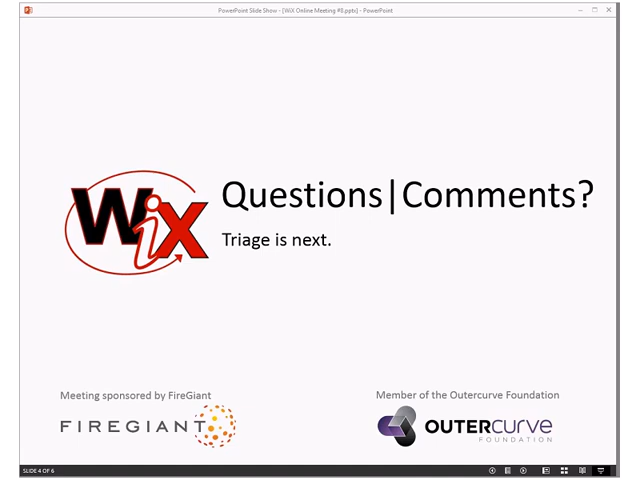 PowerPoint Slide Show - [WiX Online Meeting #8.pptx] - PowerPoint
WiX
Questions|Comments?
Triage is next.
Meeting sponsored by FireGiant
FIREGIANT
Member of the Outercurve Foundation
OUTERCURVE
FOUNDATION
SLIDE 4 OF 6